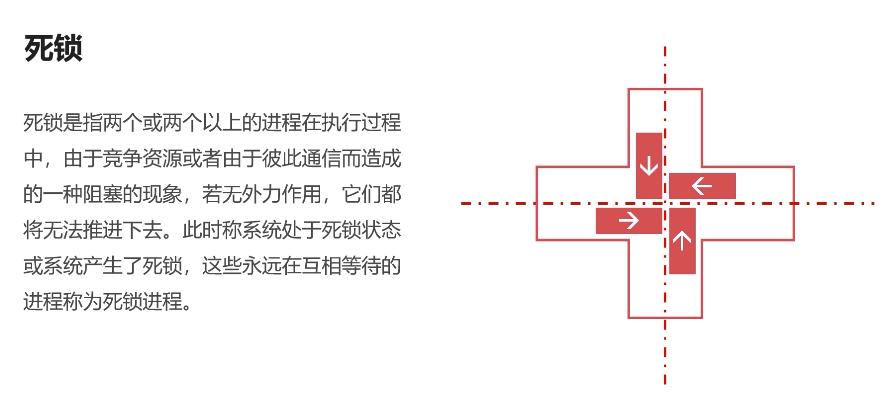 死锁
死锁是指两个或两个以上的进程在执行过程
中，由于竞争资源或者由于彼此通信而造成
的一种阻塞的现象，若无外力作用，它们都
将无法推进下去。此时称系统处于死锁状态
或系统产生了死锁，这些永远在互相等待的
进程称为死锁进程。